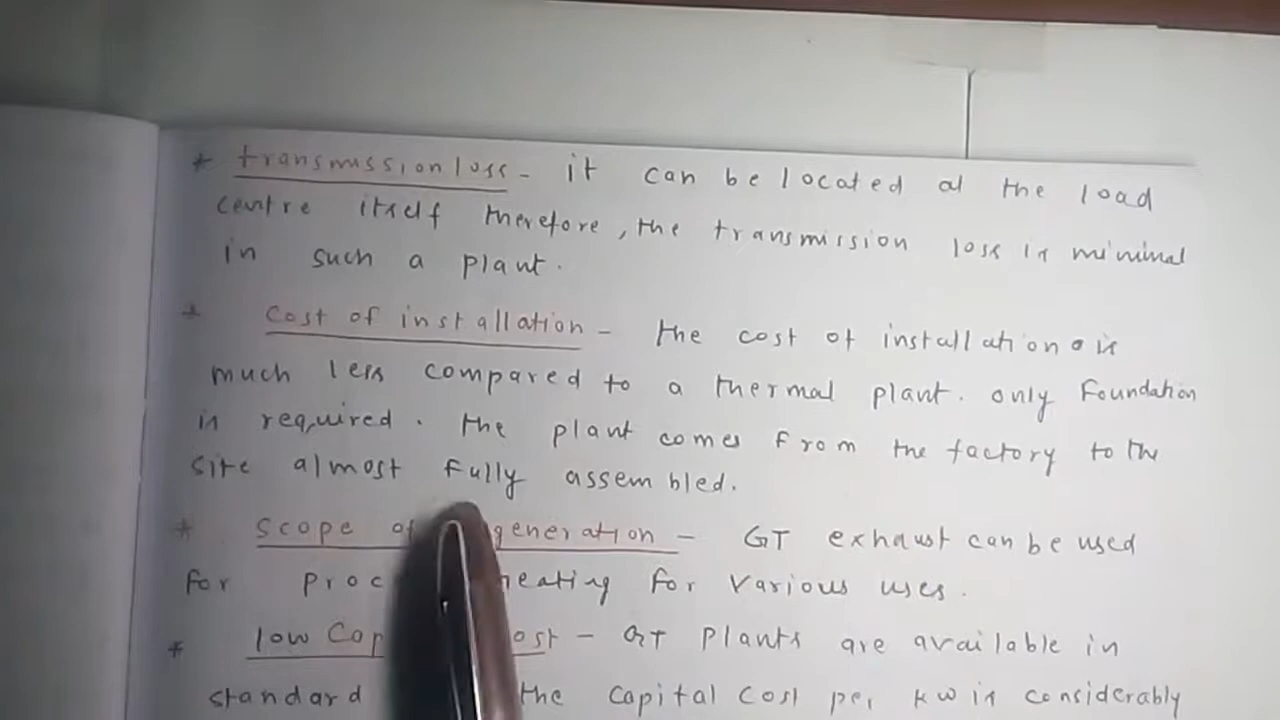 * transmission loss - it can be located at the load
centre itself therefore, the transmission loss is minimal
in such a plant.
* Cost of installation - the cost of installation is
much less compared to a thermal plant. only Foundation
is required. the plant comes from the factory to the
site almost fully assembled.
* Scope of generation - GT exhaust can be used
for heating for various uses.
* low - GT plants are available in
standard the capital cost per kw is considerably